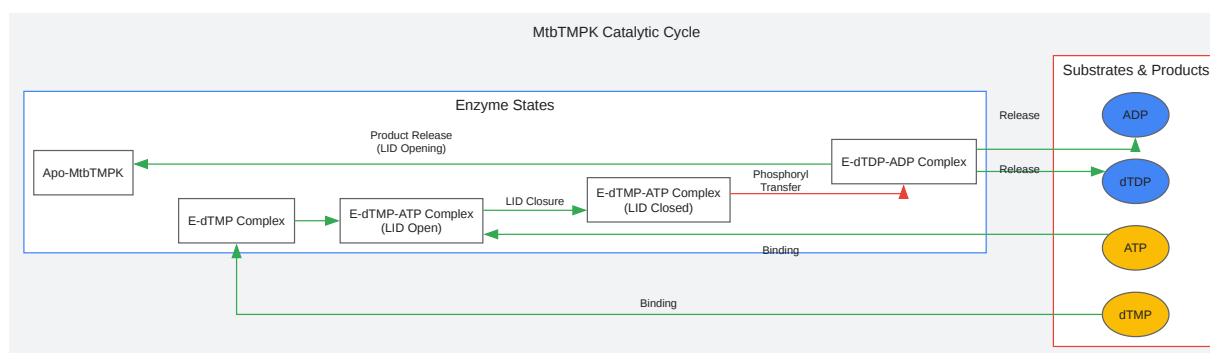 MtbTMPK Catalytic Cycle
Substrates & Products
Enzyme States
ADP
Release
Product Release
(LID Opening)
E-dTDP-ADP Complex
Apo-MtbTMPK
Release
dTDP
Phosphoryl
Transfer
E-dTMP-ATP Complex
(LID Closed)
LID Closure
E-dTMP Complex
E-dTMP-ATP Complex
(LID Open)
ATP
Binding
Binding
dTMP